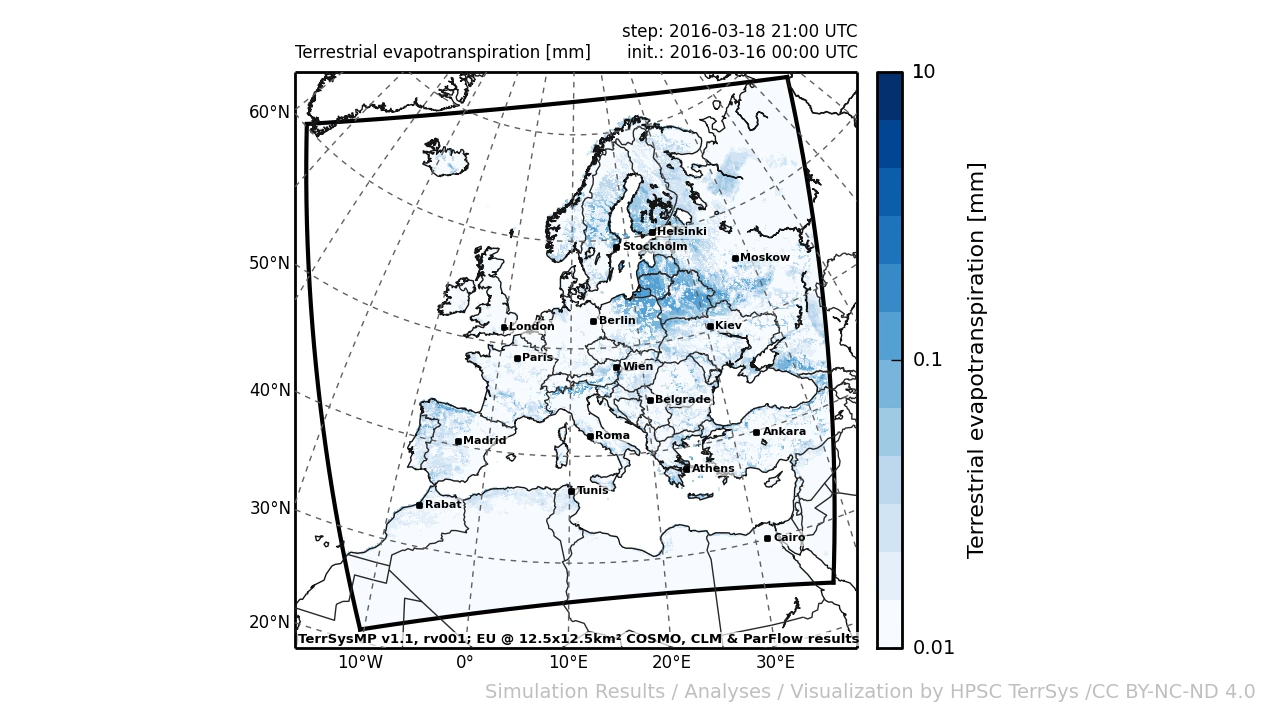 step: 2016-03-18 21:00 UTC
Terrestrial evapotranspiration [mm] init.: 2016-03-16 00:00 UTC
10
60°N
Helsinki
Stockholm
Moscow
50°N
London
Berlin
Kiev
Paris
0.1
Wien
40°N
Belgrade
Madrid
Roma
Ankara
Athens
Tunis
30°N
Rabat
Cairo
20°N
TerrSysMP v1.1, rv001; EU @ 12.5x12.5km² COSMO, CLM & ParFlow results
0.01
10°W 0° 10°E 20°E 30°E
Terrestrial evapotranspiration [mm]
Simulation Results / Analyses / Visualization by HPSC TerrSys /CC BY-NC-ND 4.0